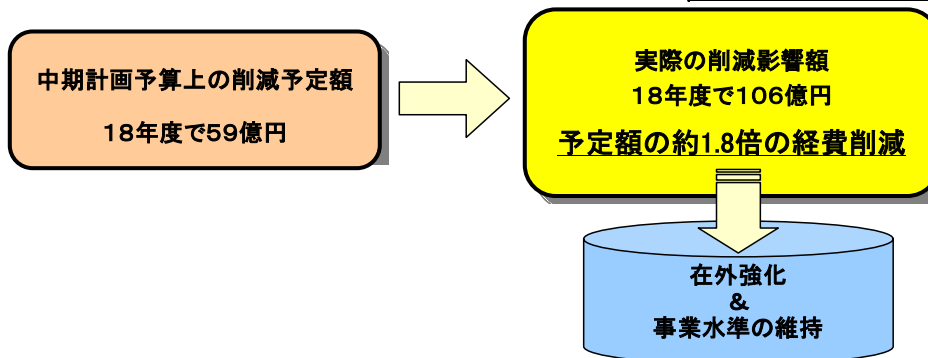 中期計画予算上の削減予定額
18年度で59億円
実際の削減影響額
18年度で106億円
予定額の約1.8倍の経費削減
在外強化
&
事業水準の維持